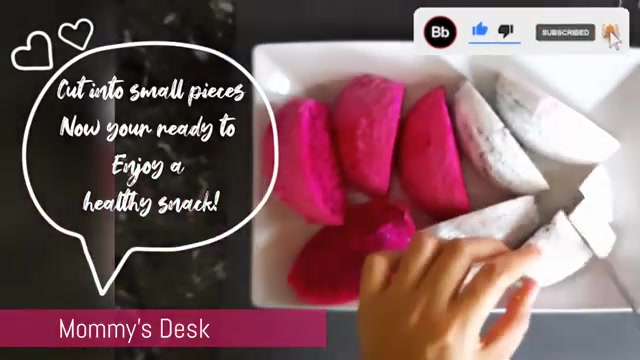 Bb
SUBSCRIBED
Cut into small pieces
Now your ready to
Enjoy a
healthy snack!
Mommy's Desk